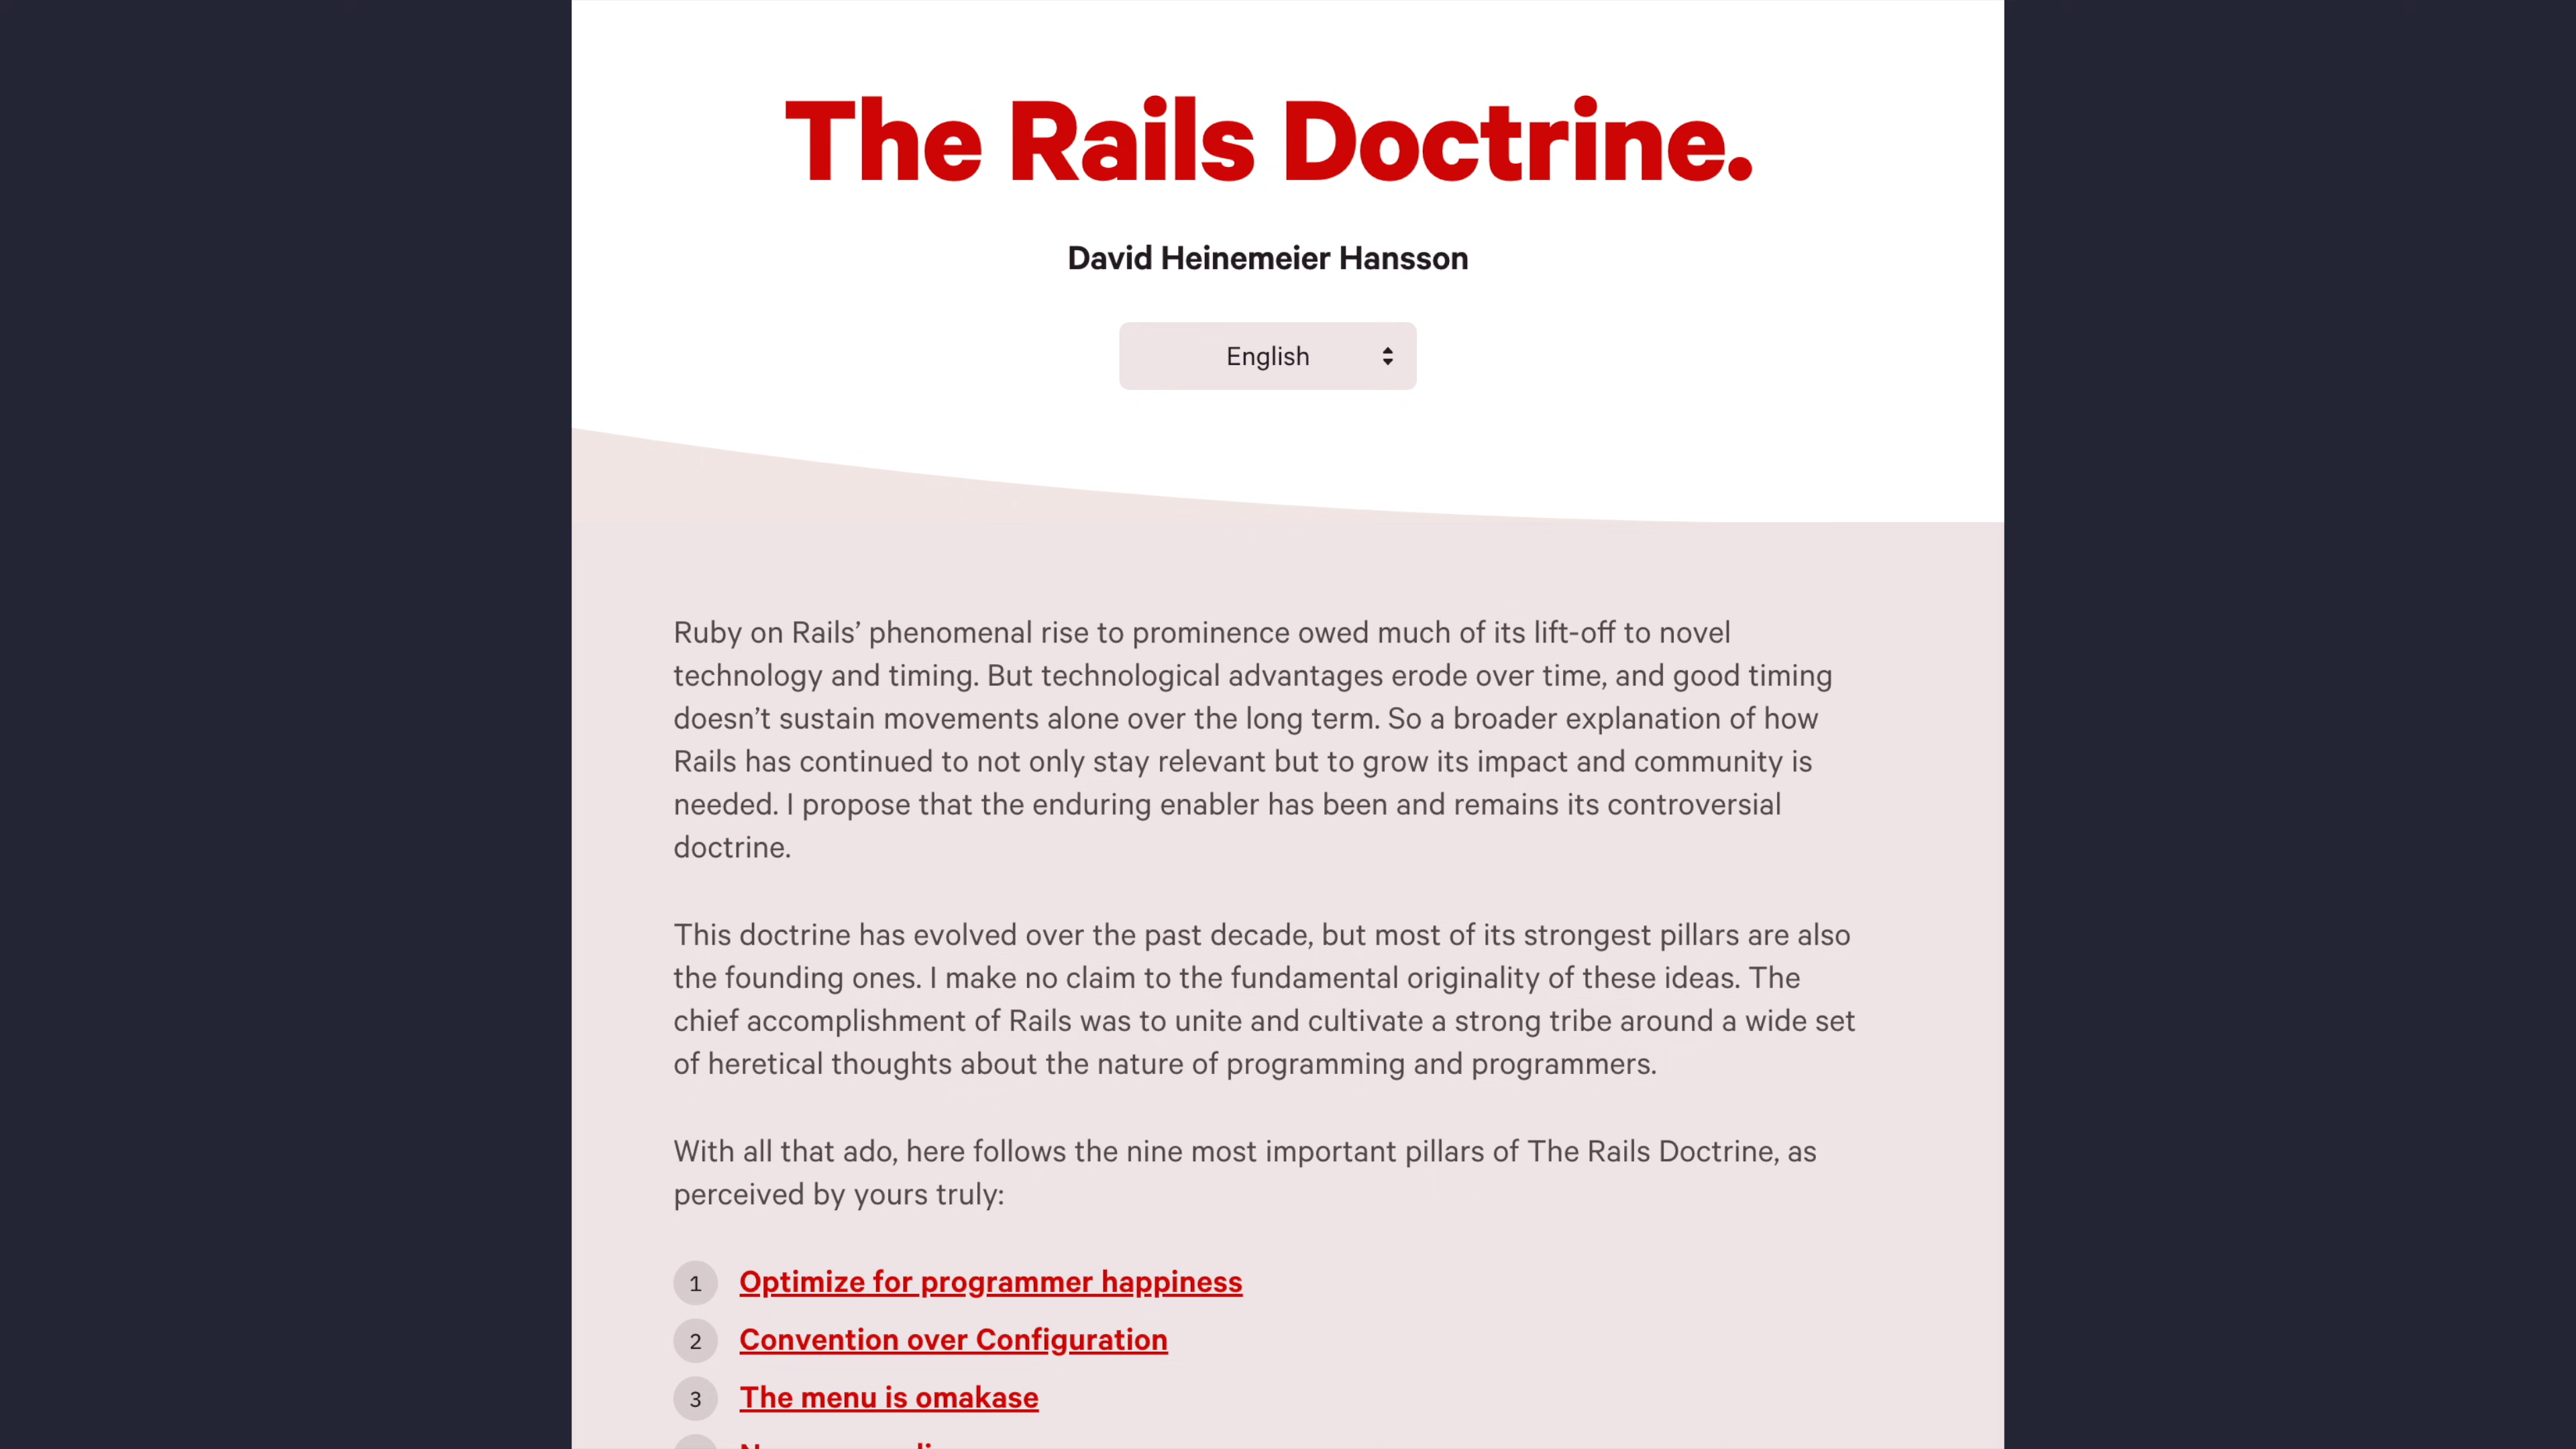 The Rails Doctrine.
David Heinemeier Hansson
English
Ruby on Rails’ phenomenal rise to prominence owed much of its lift-off to novel
technology and timing. But technological advantages erode over time, and good timing
doesn’t sustain movements alone over the long term. So a broader explanation of how
Rails has continued to not only stay relevant but to grow its impact and community is
needed. I propose that the enduring enabler has been and remains its controversial
doctrine.
This doctrine has evolved over the past decade, but most of its strongest pillars are also
the founding ones. I make no claim to the fundamental originality of these ideas. The
chief accomplishment of Rails was to unite and cultivate a strong tribe around a wide set
of heretical thoughts about the nature of programming and programmers.
With all that ado, here follows the nine most important pillars of The Rails Doctrine, as
perceived by yours truly:
1 Optimize for programmer happiness
2 Convention over Configuration
3 The menu is omakase